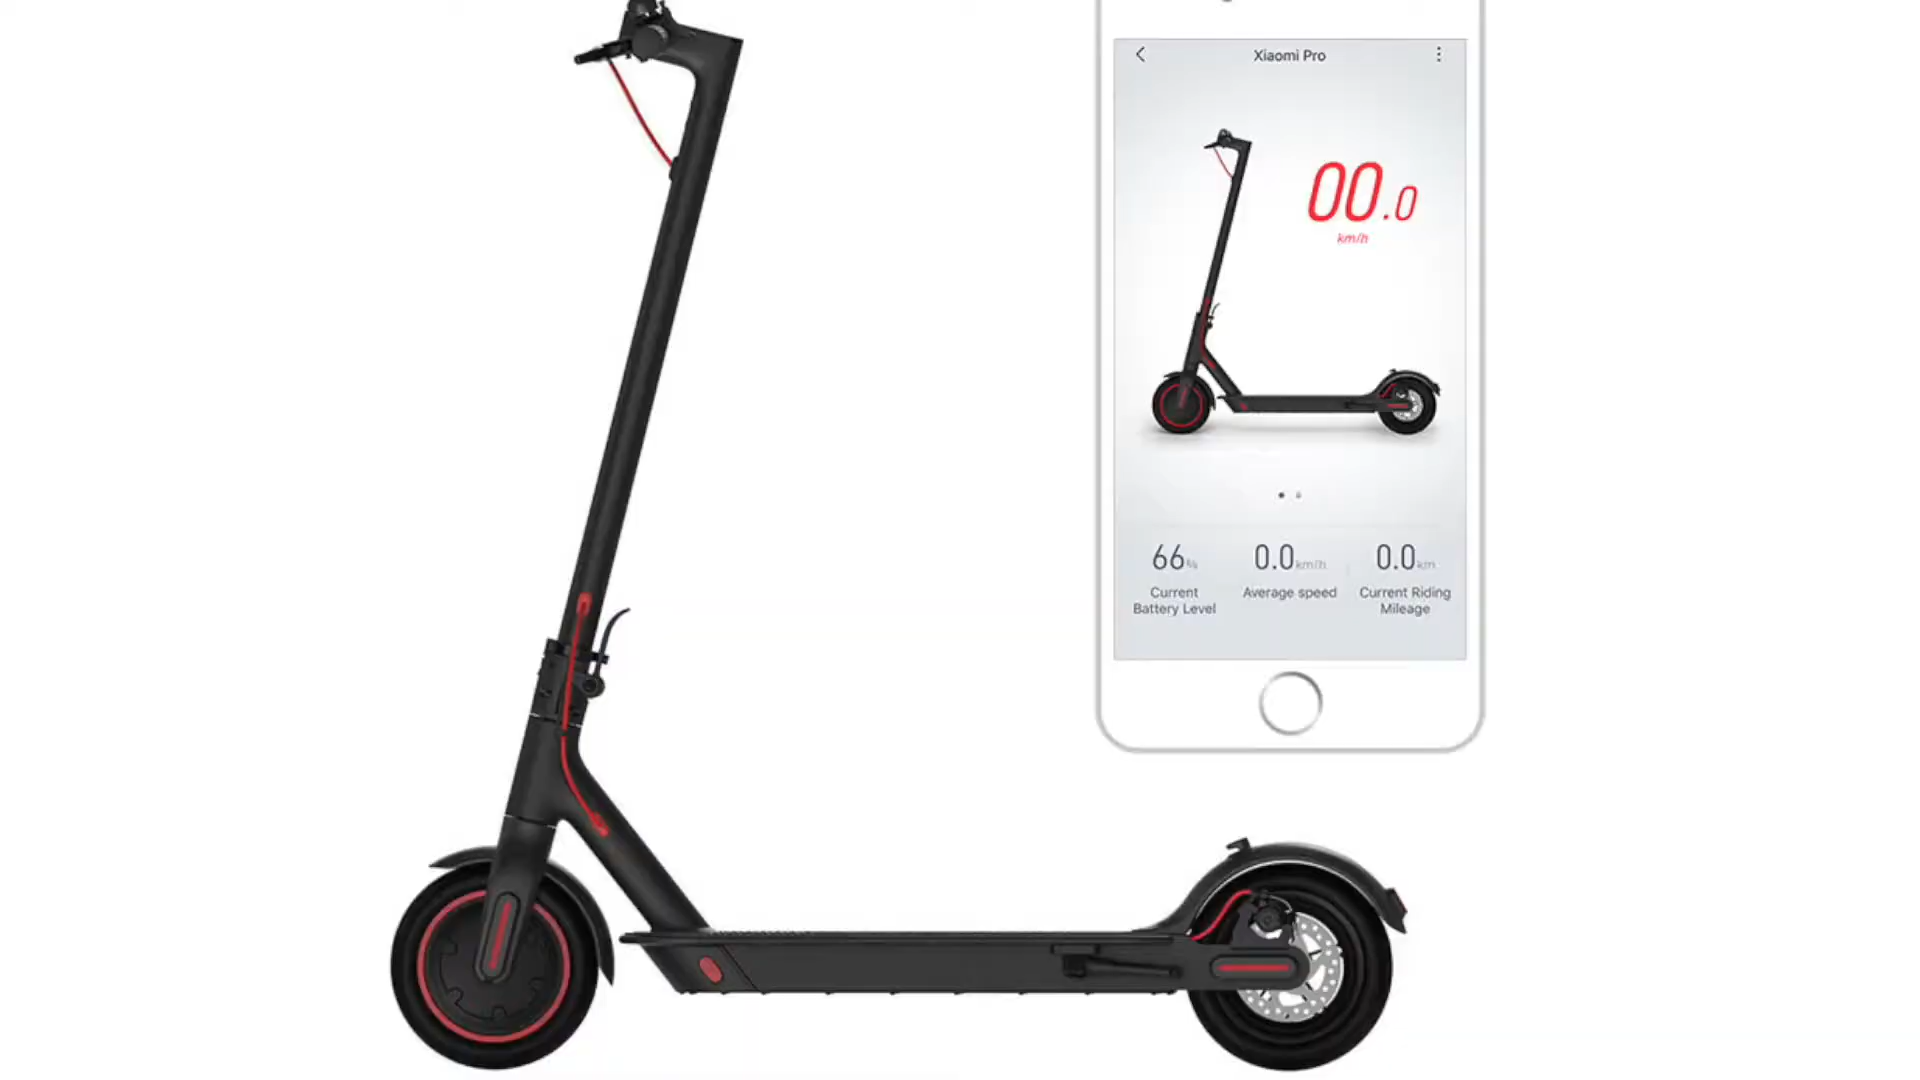 Xiaomi Pro
00.0
km/h
66% 0.0km/h 0.0km
Current Average speed Current Riding
Battery Level Mileage